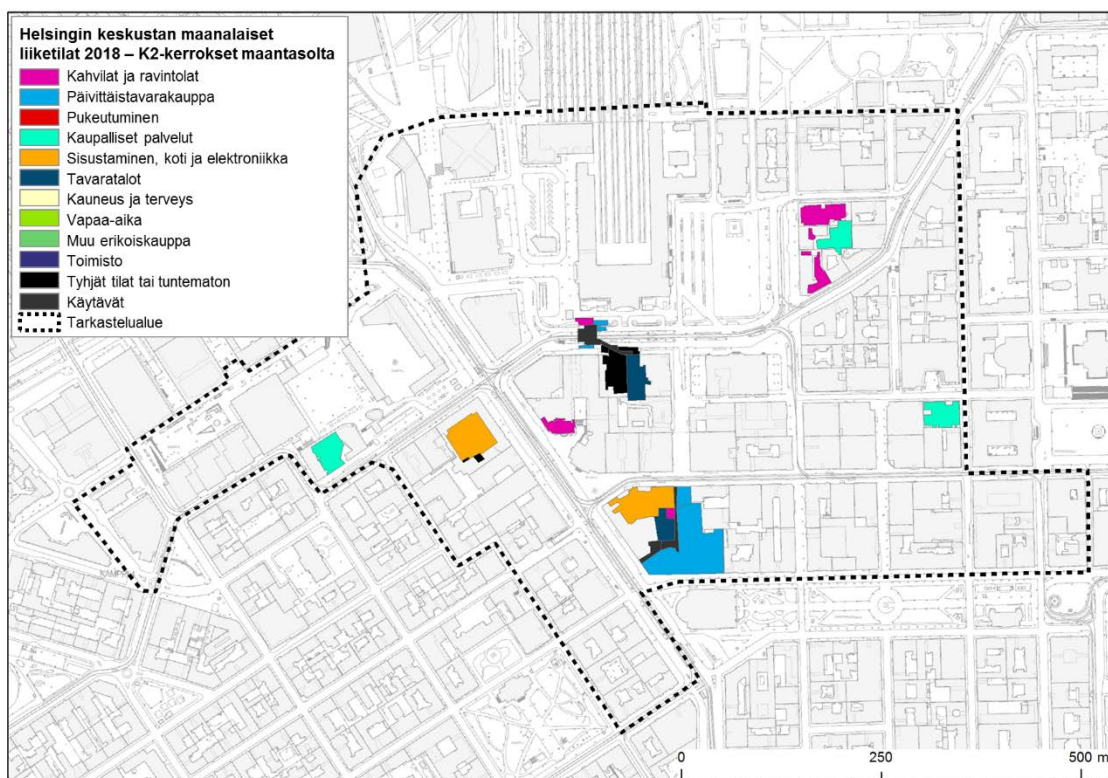 Helsingin keskustan maanalaiset
liiketilat 2018 – K2-kerrokset maantasolta
Kahvilat ja ravintolat
Päivittäistavarakauppa
Pukeutuminen
Kaupalliset palvelut
Sisustaminen, koti ja elektroniikka
Tavaratalot
Kauneus ja terveys
Vapaa-aika
Muu erikoiskauppa
Toimisto
Tyhjät tilat tai tuntematon
Käytävät
Tarkastelualue
0 250 500 m